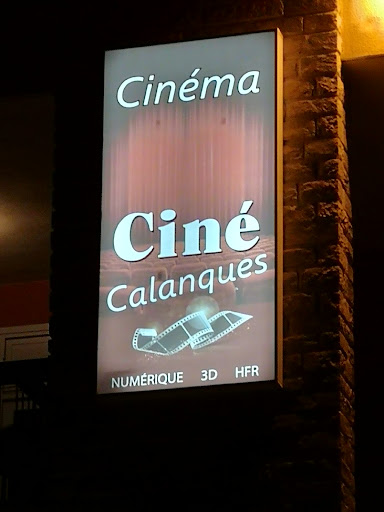 Cinéma
Ciné
Calanques
NUMÉRIQUE 3D HFR